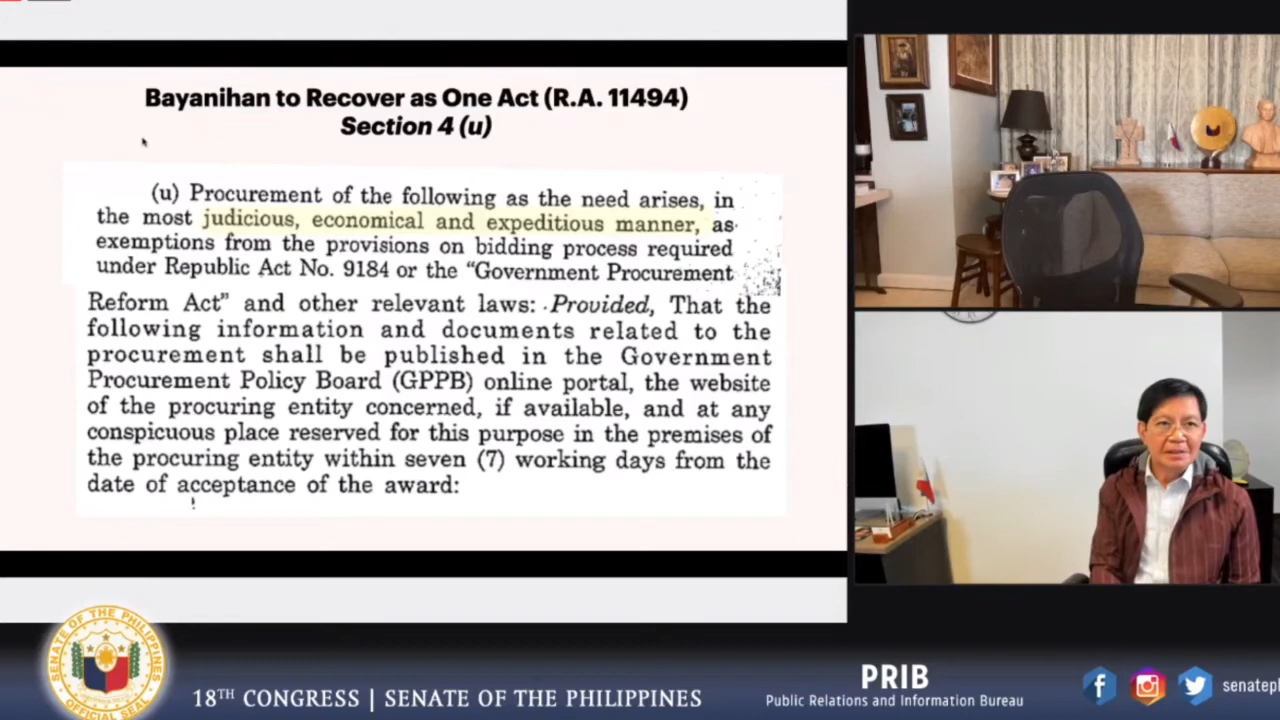 Bayanihan to Recover as One Act (R.A. 11494)
Section 4 (u)
(u) Procurement of the following as the need arises, in
the most judicious, economical and expeditious manner, as
exemptions from the provisions on bidding process required
under Republic Act No. 9184 or the “Government Procurement
Reform Act” and other relevant laws: Provided, That the
following information and documents related to the
procurement shall be published in the Government
Procurement Policy Board (GPPB) online portal, the website
of the procuring entity concerned, if available, and at any
conspicuous place reserved for this purpose in the premises of
the procuring entity within seven (7) working days from the
date of acceptance of the award:
SENATE OF THE PHILIPPINES
OFFICIAL SEAL
18TH CONGRESS | SENATE OF THE PHILIPPINES
PRIB
Public Relations and Information Bureau
senateph